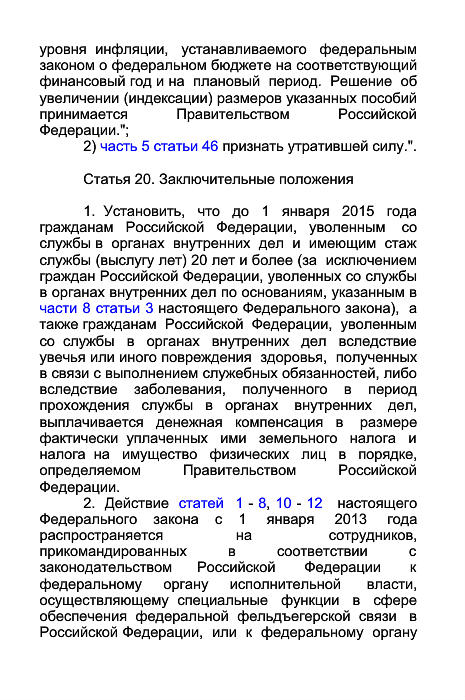 уровня инфляции, устанавливаемого федеральным
законом о федеральном бюджете на соответствующий
финансовый год и на плановый период. Решение об
увеличении (индексации) размеров указанных пособий
принимается Правительством Российской
Федерации.";
2) часть 5 статьи 46 признать утратившей силу.".
Статья 20. Заключительные положения
1. Установить, что до 1 января 2015 года
гражданам Российской Федерации, уволенным со
службы в органах внутренних дел и имеющим стаж
службы (выслугу лет) 20 лет и более (за исключением
граждан Российской Федерации, уволенных со службы
в органах внутренних дел по основаниям, указанным в
части 8 статьи 3 настоящего Федерального закона), а
также гражданам Российской Федерации, уволенным
со службы в органах внутренних дел вследствие
увечья или иного повреждения здоровья, полученных
в связи с выполнением служебных обязанностей, либо
вследствие заболевания, полученного в период
прохождения службы в органах внутренних дел,
выплачивается денежная компенсация в размере
фактически уплаченных ими земельного налога и
налога на имущество физических лиц в порядке,
определяемом Правительством Российской
Федерации.
2. Действие статей 1 - 8, 10 - 12 настоящего
Федерального закона с 1 января 2013 года
распространяется на сотрудников,
прикомандированных в соответствии с
законодательством Российской Федерации к
федеральному органу исполнительной власти,
осуществляющему специальные функции в сфере
обеспечения федеральной фельдъегерской связи в
Российской Федерации, или к федеральному органу